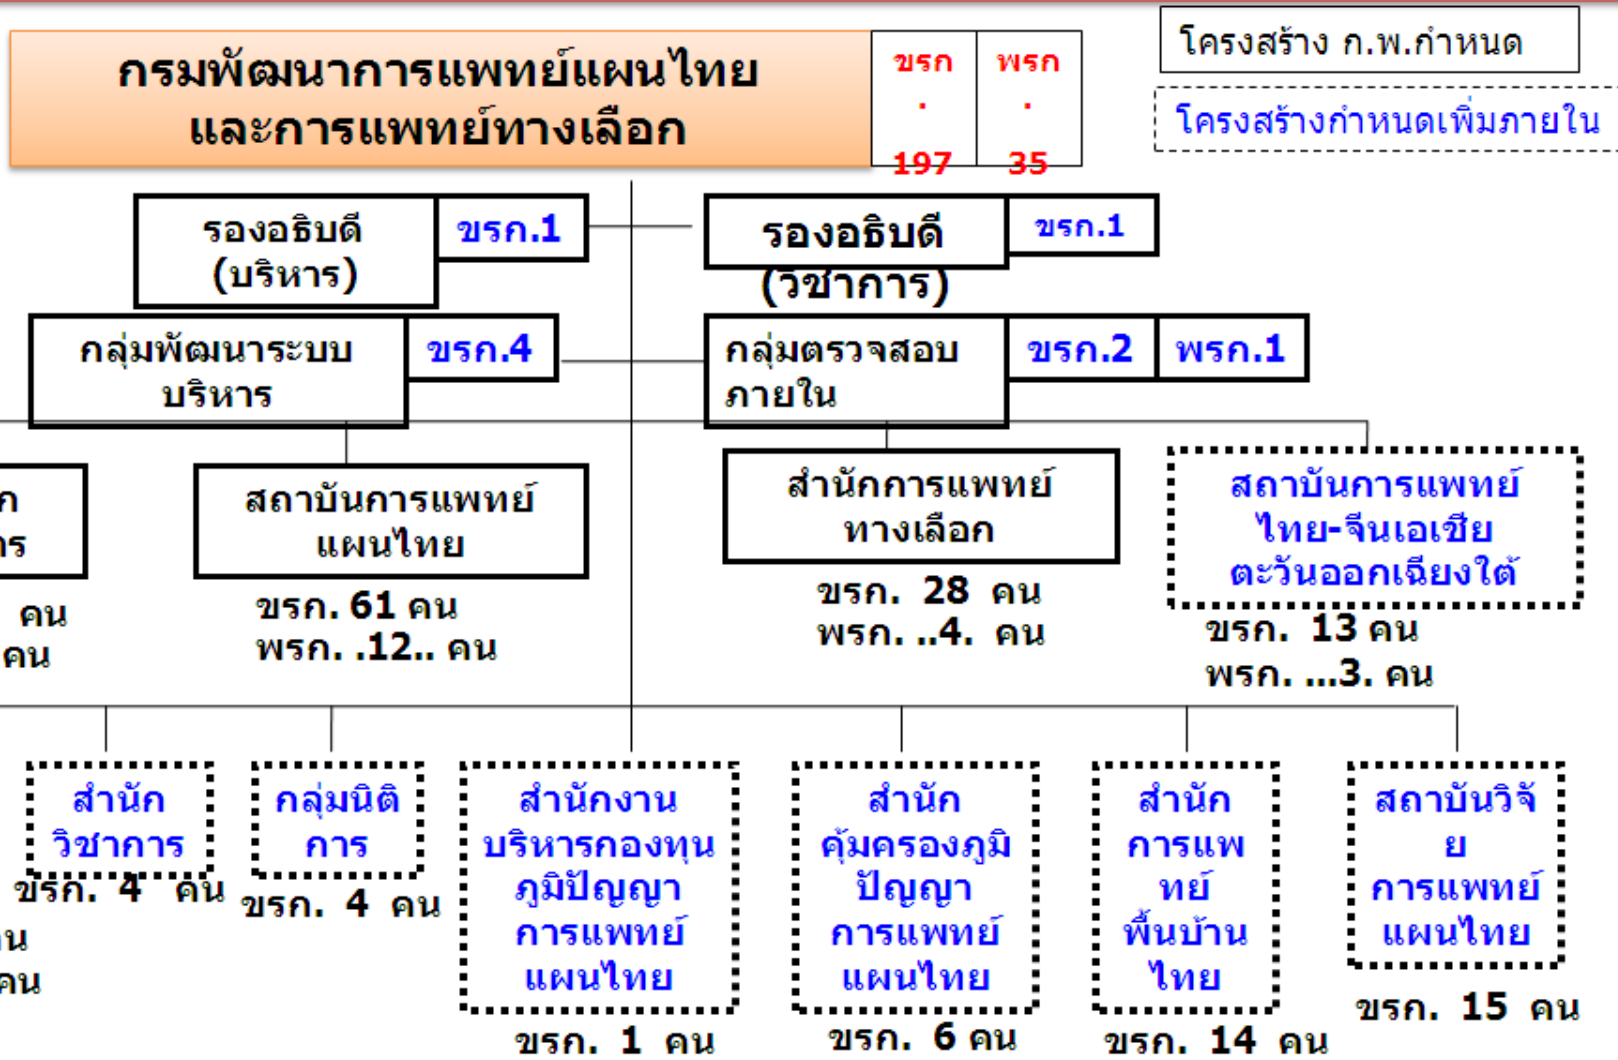 กรมพัฒนาการแพทย์แผนไทย
และการแพทย์ทางเลือก
ขรก
.
197
พรก
.
35
โครงสร้าง ก.พ.กำหนด
โครงสร้างกำหนดเพิ่มภายใน
รองอธิบดี
(บริหาร)
ขรก.1
รองอธิบดี
(วิชาการ)
ขรก.1
กลุ่มพัฒนาระบบ
บริหาร
ขรก.4
กลุ่มตรวจสอบ
ภายใน
ขรก.2
พรก.1
คน
คน
สถาบันการแพทย์
แผนไทย
ขรก. 61 คน
พรก. .12.. คน
สำนักการแพทย์
ทางเลือก
ขรก. 28 คน
พรก. ..4. คน
สถาบันการแพทย์
ไทย-จีนเอเชีย
ตะวันออกเฉียงใต้
ขรก. 13 คน
พรก. ...3. คน
สำนัก
วิชาการ
ขรก. 4 คน
คน
กลุ่มนิติ
การ
ขรก. 4 คน
สำนักงาน
บริหารกองทุน
ภูมิปัญญา
การแพทย์
แผนไทย
ขรก. 1 คน
สำนัก
คุ้มครองภูมิ
ปัญญา
การแพทย์
แผนไทย
ขรก. 6 คน
สำนัก
การแพ
ทย์
พื้นบ้าน
ไทย
ขรก. 14 คน
สถาบันวิจั
ย
การแพทย์
แผนไทย
ขรก. 15 คน